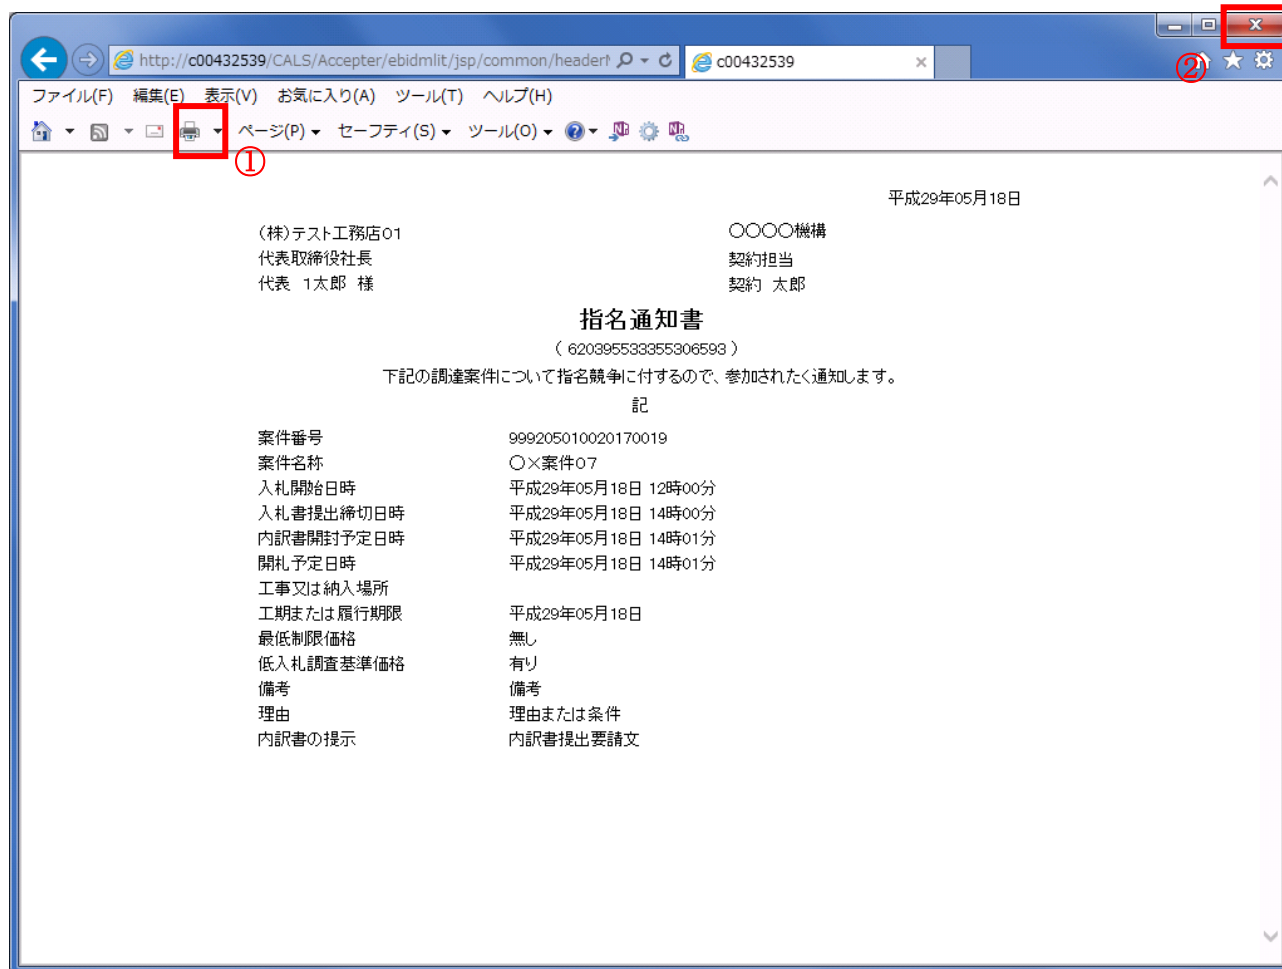 http://c00432539/CALS/Accepter/ebidmlit/jsp/common/header
c00432539
②
ファイル(F) 編集(E) 表示(V) お気に入り(A) ツール(T) ヘルプ(H)
ページ(P) セーフティ(S) ツール(O)
①
平成29年05月18日
(株)テスト工務店01 〇〇〇〇機構
代表取締役社長 契約担当
代表 1太郎 様 契約 太郎
指名通知書
( 620395533355306593 )
下記の調達案件について指名競争に付するので、参加されたく通知します。
記
案件番号 999205010020170019
案件名称 〇×案件07
入札開始日時 平成29年05月18日 12時00分
入札書提出締切日時 平成29年05月18日 14時00分
内訳書開封予定日時 平成29年05月18日 14時01分
開札予定日時 平成29年05月18日 14時01分
工事又は納入場所
工期または履行期限 平成29年05月18日
最低制限価格 無し
低入札調査基準価格 有り
備考 備考
理由 理由または条件
内訳書の提示 内訳書提出要請文